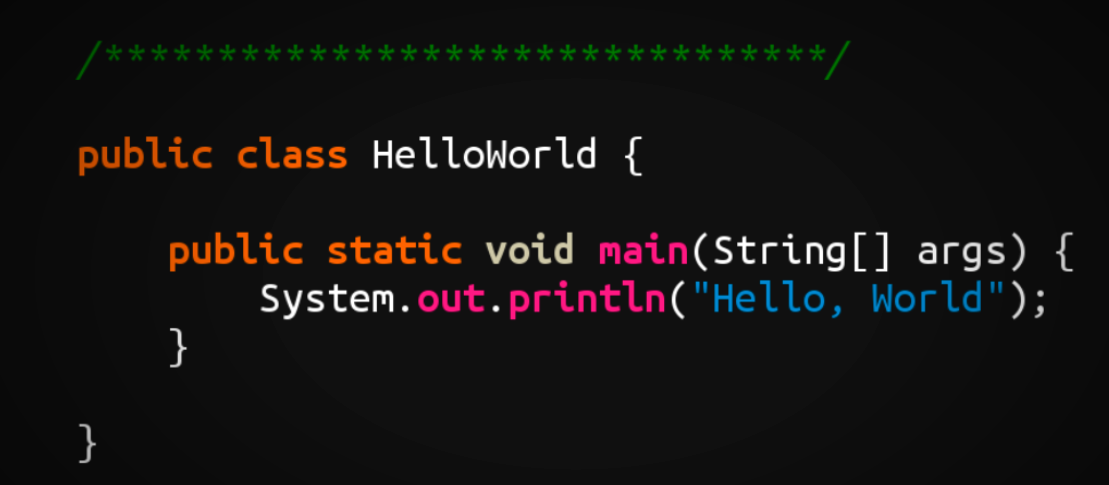 /********************************/
public class HelloWorld {
public static void main(String[] args) {
System.out.println("Hello, World");
}
}